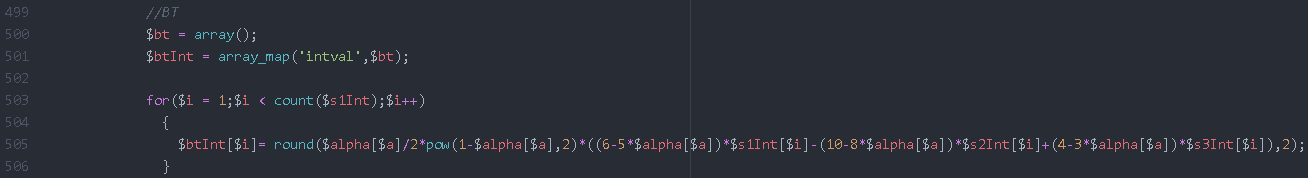 499 //BT
500 $bt = array();
501 $btInt = array_map('intval',$bt);
502
503 for($i = 1;$i < count($s1Int);$i++)
504 {
505 $btInt[$i]= round($alpha[$a]/2*pow(1-$alpha[$a],2)*((6-5*$alpha[$a])*$s1Int[$i]-(10-8*$alpha[$a])*$s2Int[$i]+(4-3*$alpha[$a])*$s3Int[$i]),2);
506 }